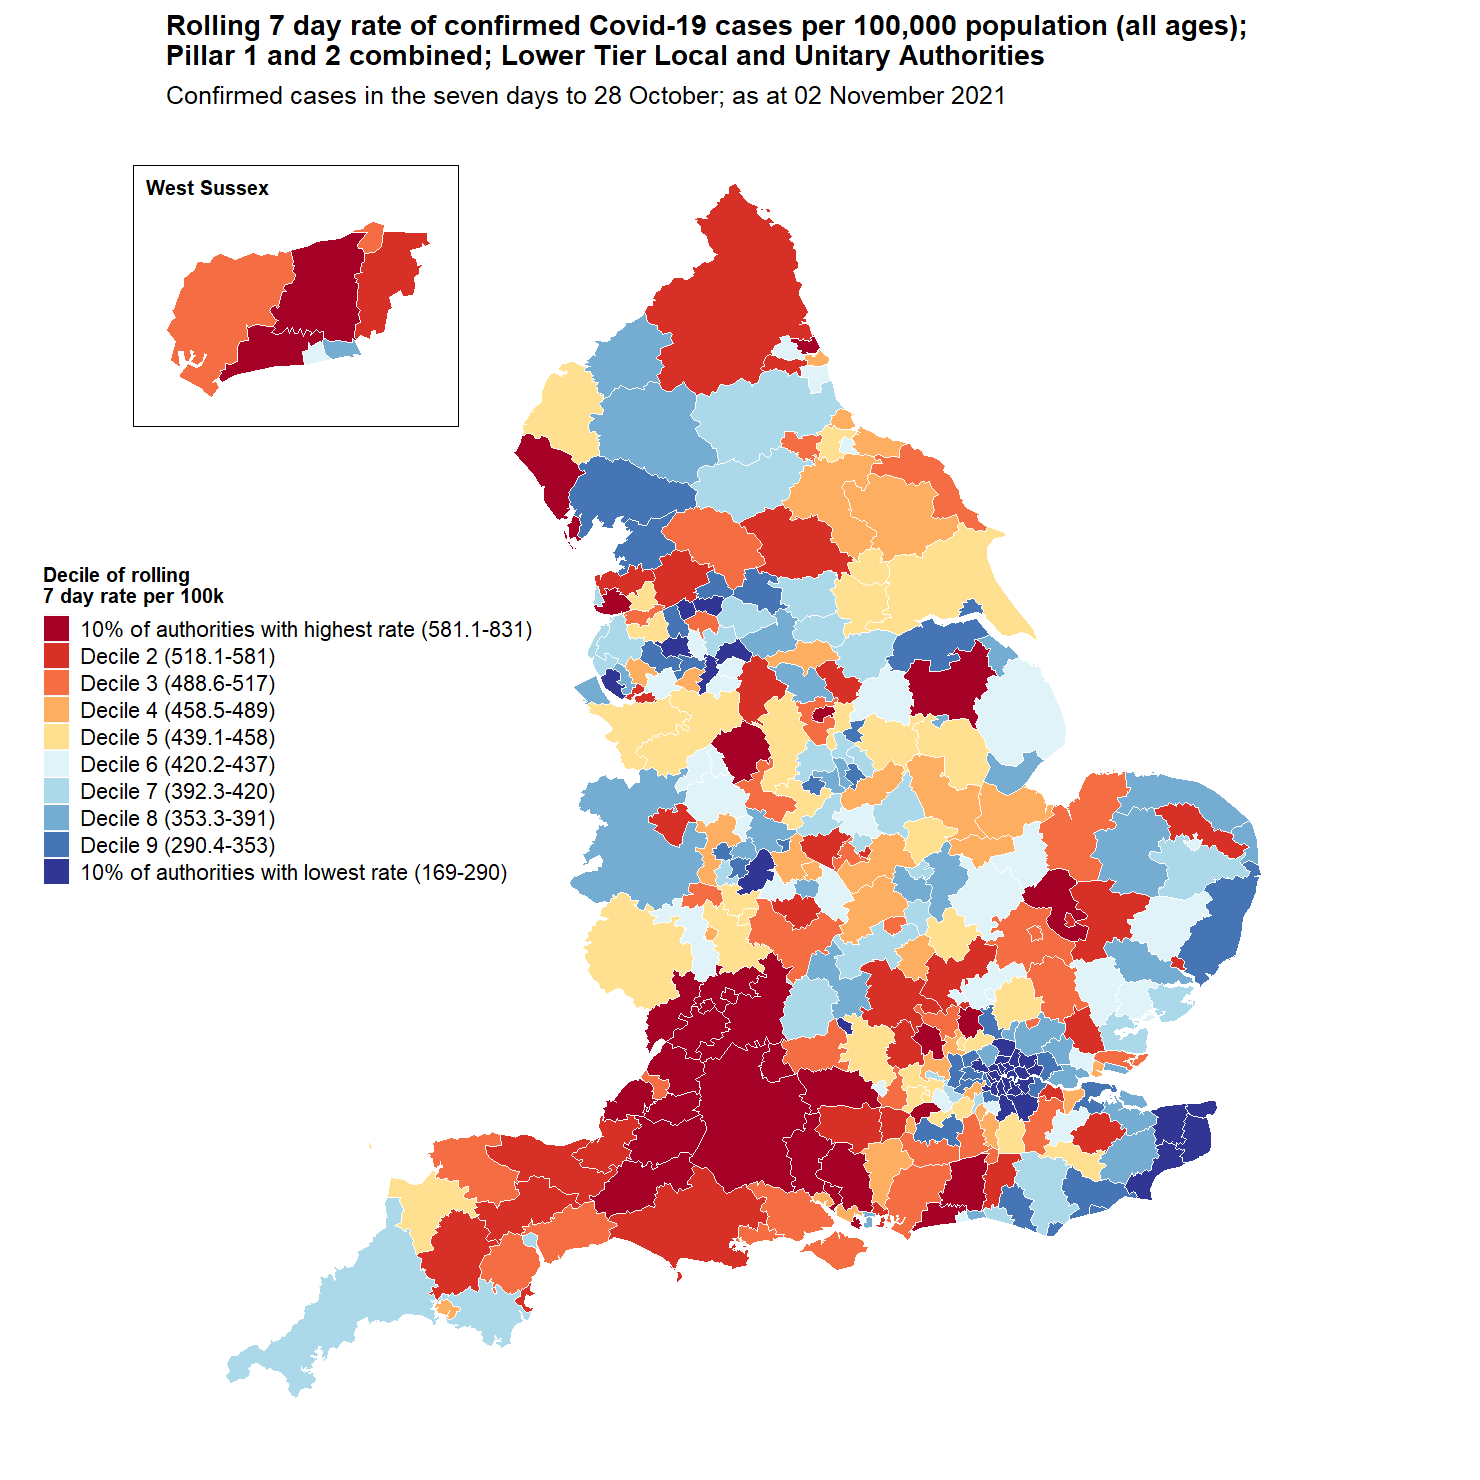 Rolling 7 day rate of confirmed Covid-19 cases per 100,000 population (all ages);
Pillar 1 and 2 combined; Lower Tier Local and Unitary Authorities
Confirmed cases in the seven days to 28 October; as at 02 November 2021
West Sussex
Decile of rolling
7 day rate per 100k
10% of authorities with highest rate (581.1-831)
Decile 2 (518.1-581)
Decile 3 (488.6-517)
Decile 4 (458.5-489)
Decile 5 (439.1-458)
Decile 6 (420.2-437)
Decile 7 (392.3-420)
Decile 8 (353.3-391)
Decile 9 (290.4-353)
10% of authorities with lowest rate (169-290)